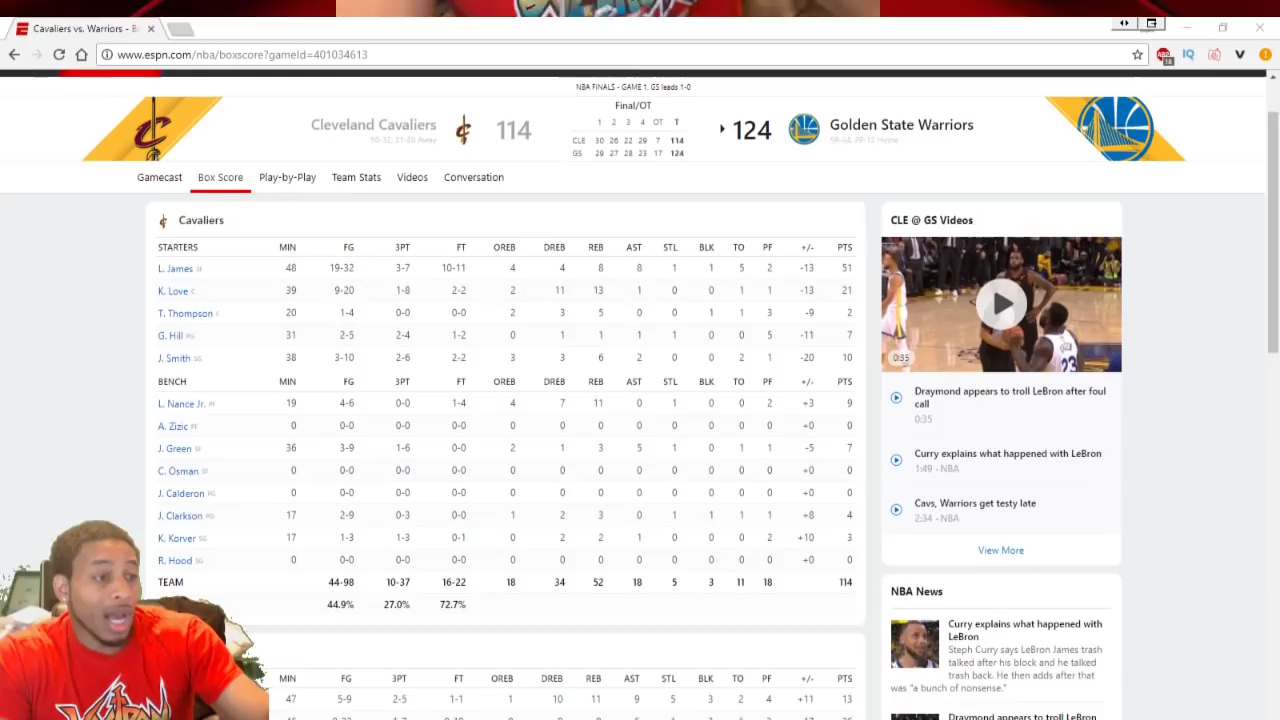 Cavaliers vs. Warriors - B
www.espn.com/nba/boxscore?gameId=401034613
NBA FINALS - GAME 1, GS leads 1-0
Final/OT
1 2 3 4 OT T
CLE 30 26 22 29 7 114
GS 29 27 28 23 17 124
Cleveland Cavaliers 114
124 Golden State Warriors
Gamecast Box Score Play-by-Play Team Stats Videos Conversation
Cavaliers
STARTERS MIN FG 3PT FT OREB DREB REB AST STL BLK TO PF +/- PTS
L. James SF 48 19-32 3-7 10-11 4 4 8 8 1 1 5 2 -13 51
K. Love C 39 9-20 1-8 2-2 2 11 13 1 0 0 1 1 -13 21
T. Thompson C 20 1-4 0-0 0-0 2 3 5 0 0 1 1 3 -9 2
G. Hill PG 31 2-5 2-4 1-2 0 1 1 1 1 0 0 5 -11 7
J. Smith SG 38 3-10 2-6 2-2 3 3 6 2 0 0 2 1 -20 10
BENCH MIN FG 3PT FT OREB DREB REB AST STL BLK TO PF +/- PTS
L. Nance Jr. PF 19 4-6 0-0 1-4 4 7 11 0 1 0 0 2 +3 9
A. Zizic PF 0 0-0 0-0 0-0 0 0 0 0 0 0 0 0 +0 0
J. Green SF 36 3-9 1-6 0-0 2 1 3 5 1 0 1 1 -5 7
C. Osman SF 0 0-0 0-0 0-0 0 0 0 0 0 0 0 0 +0 0
J. Calderon PG 0 0-0 0-0 0-0 0 0 0 0 0 0 0 0 +0 0
J. Clarkson PG 17 2-9 0-3 0-0 1 2 3 0 1 1 1 1 +8 4
K. Korver SG 17 1-3 1-3 0-1 0 2 2 1 0 0 0 2 +10 3
R. Hood SG 0 0-0 0-0 0-0 0 0 0 0 0 0 0 0 +0 0
TEAM 44-98 10-37 16-22 18 34 52 18 5 3 11 18 114
44.9% 27.0% 72.7%
MIN FG 3PT FT OREB DREB REB AST STL BLK TO PF +/- PTS
47 5-9 2-5 1-1 1 10 11 9 5 3 2 4 +11 13
CLE @ GS Videos
23
0:35
Draymond appears to troll LeBron after foul
call
0:35
Curry explains what happened with LeBron
1:49 - NBA
Cavs, Warriors get testy late
2:34 - NBA
View More
NBA News
Curry explains what happened with
LeBron
Steph Curry says LeBron James trash
talked after his block and he talked
trash back. He then adds after that
was "a bunch of nonsense."
Draymond appears to troll LeBron